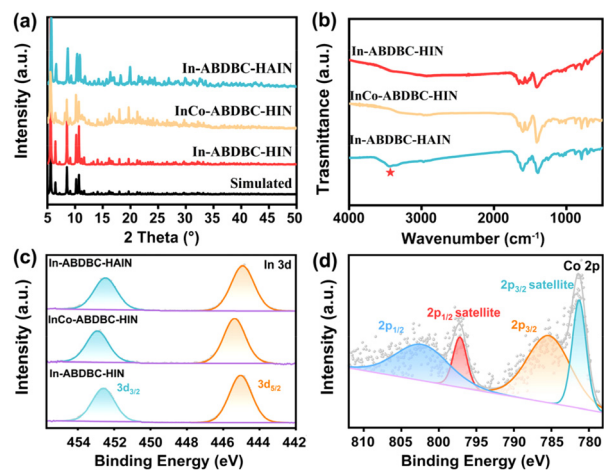 (a)
In-ABDBC-HAIN
InCo-ABDBC-HIN
In-ABDBC-HIN
Simulated
Intensity (a.u.)
5 10 15 20 25 30 35 40 45 50
2 Theta (°)
(b)
In-ABDBC-HIN
InCo-ABDBC-HIN
In-ABDBC-HAIN
Trasmittance (a.u.)
4000 3000 2000 1000
Wavenumber (cm-1)
(c)
In 3d
In-ABDBC-HAIN
InCo-ABDBC-HIN
In-ABDBC-HIN
3d3/2
3d5/2
Intensity (a.u.)
454 452 450 448 446 444 442
Binding Energy (eV)
(d)
Co 2p
2p3/2 satellite
2p1/2 satellite
2p1/2
2p3/2
Intensity (a.u.)
810 805 800 795 790 785 780
Binding Energy (eV)